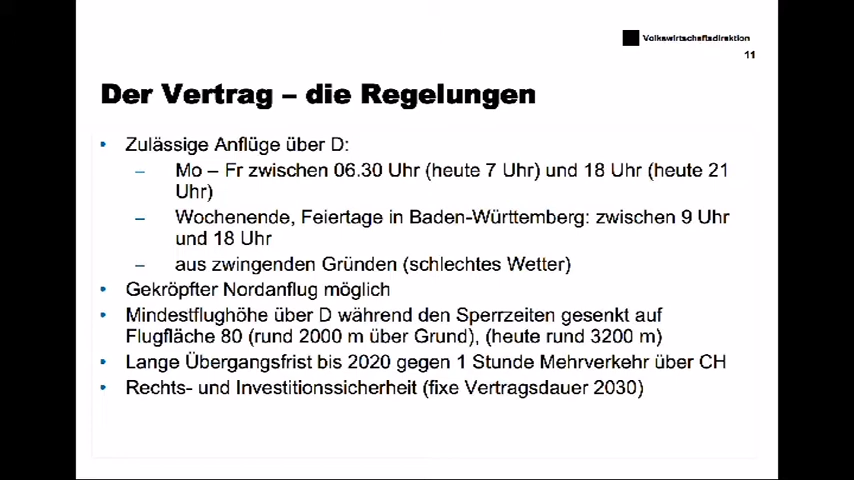 Volkswirtschaftsdirektion
11
Der Vertrag – die Regelungen
• Zulässige Anflüge über D:
– Mo – Fr zwischen 06.30 Uhr (heute 7 Uhr) und 18 Uhr (heute 21
Uhr)
– Wochenende, Feiertage in Baden-Württemberg: zwischen 9 Uhr
und 18 Uhr
– aus zwingenden Gründen (schlechtes Wetter)
• Gekröpfter Nordanflug möglich
• Mindestflughöhe über D während den Sperrzeiten gesenkt auf
Flugfläche 80 (rund 2000 m über Grund), (heute rund 3200 m)
• Lange Übergangsfrist bis 2020 gegen 1 Stunde Mehrverkehr über CH
• Rechts- und Investitionssicherheit (fixe Vertragsdauer 2030)